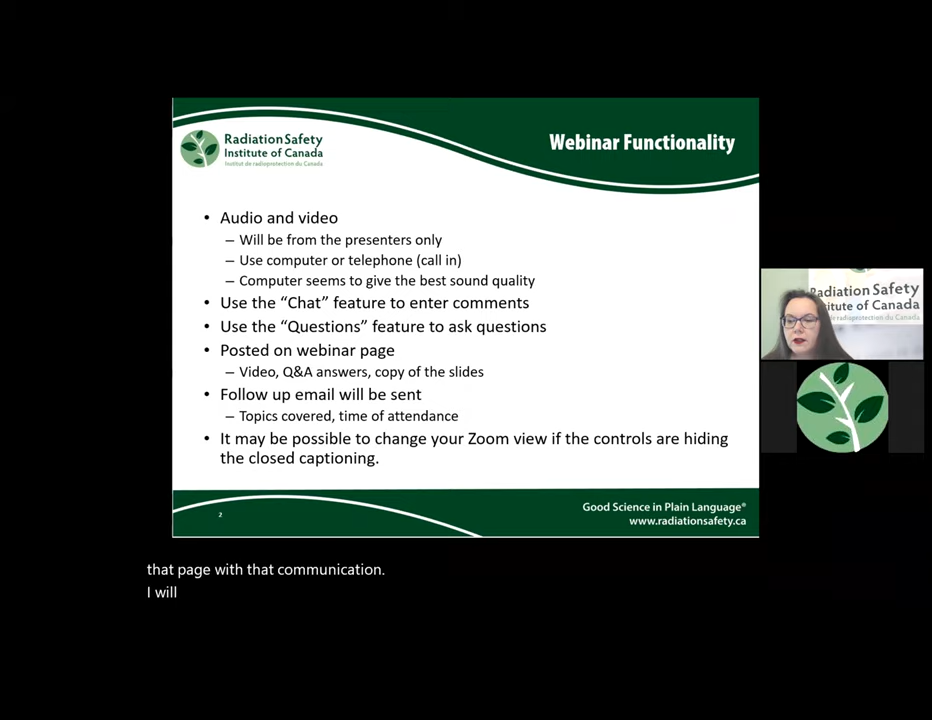 Radiation Safety
Institute of Canada
Institut de radioprotection du Canada
Webinar Functionality
• Audio and video
– Will be from the presenters only
– Use computer or telephone (call in)
– Computer seems to give the best sound quality
• Use the “Chat” feature to enter comments
• Use the “Questions” feature to ask questions
• Posted on webinar page
– Video, Q&A answers, copy of the slides
• Follow up email will be sent
– Topics covered, time of attendance
• It may be possible to change your Zoom view if the controls are hiding
the closed captioning.
2
Good Science in Plain Language®
www.radiationsafety.ca
Radiation Safety
itute of Canada
de radioprotection du Canada
that page with that communication.
I will